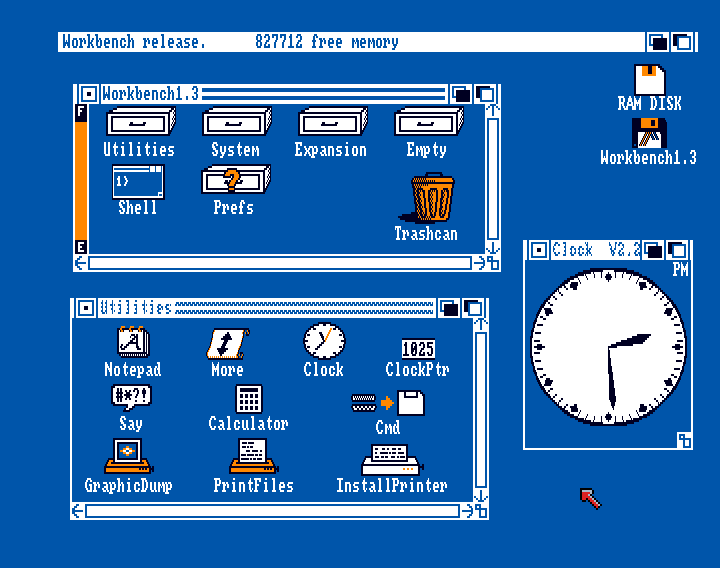 Workbench release. 827712 free memory
RAM DISK
Workbench1.3
Workbench1.3
F
Utilities System Expansion Empty
1>
?
Shell Prefs Trashcan
E
Clock V2.2
PM
Utilities
1025
Notepad More Clock ClockPtr
#*?!
Say Calculator Cmd
GraphicDump PrintFiles InstallPrinter